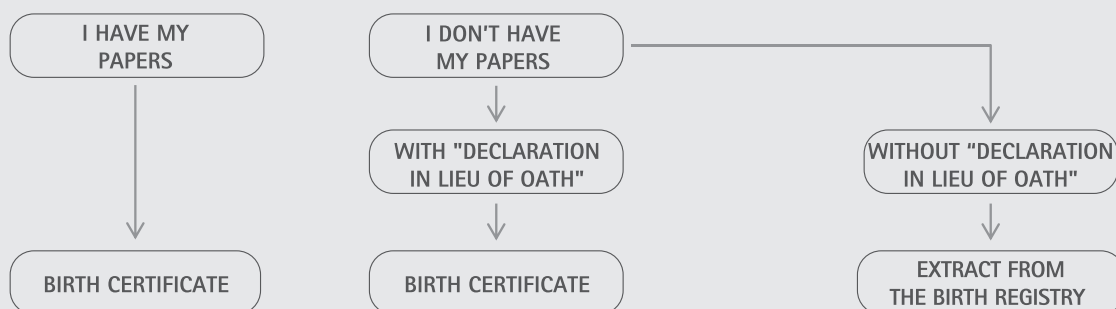 I HAVE MY
PAPERS
I DON'T HAVE
MY PAPERS
WITH "DECLARATION
IN LIEU OF OATH"
WITHOUT “DECLARATION
IN LIEU OF OATH"
BIRTH CERTIFICATE
BIRTH CERTIFICATE
EXTRACT FROM
THE BIRTH REGISTRY